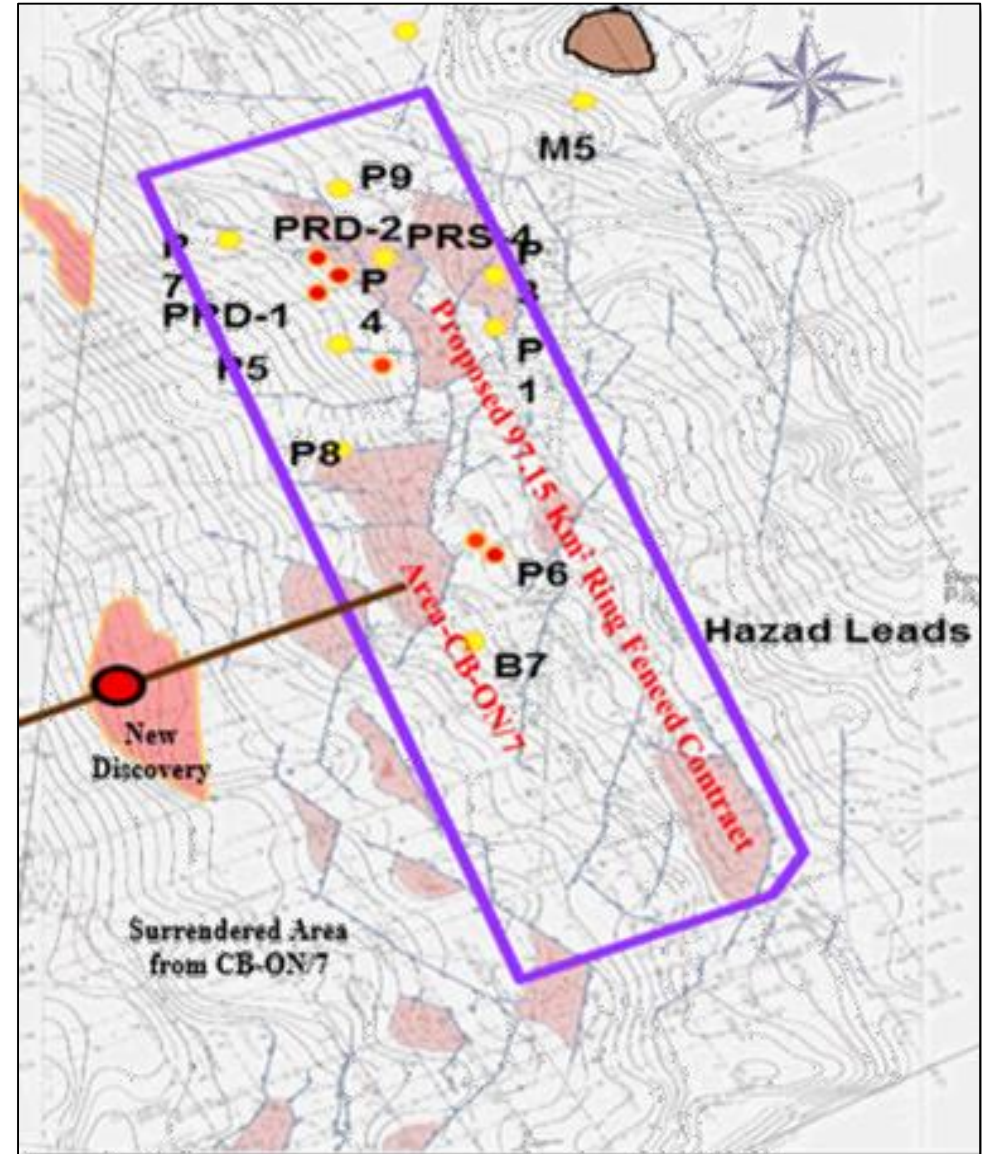 M5
P9
PRD-2
PRS-4
P
7
P
3
P
4
PRD-1
P
1
P5
P8
Proposed 97.15 Km² Ring Fenced Contract
Area-CB-ON/7
P6
Hazad Leads
B7
New
Discovery
Surrendered Area
from CB-ON/7